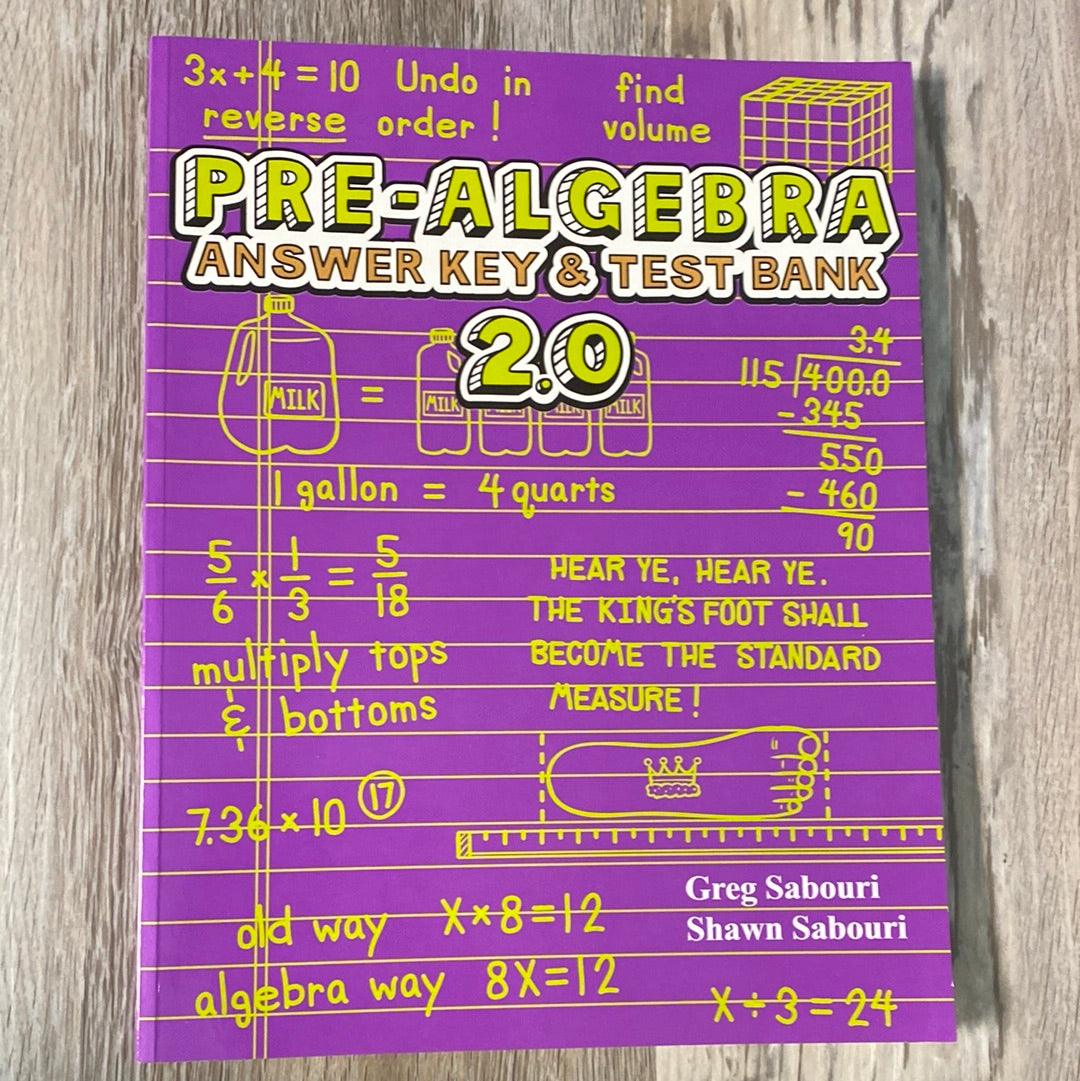 3x+4=10 Undo in
reverse order!
find
volume
PRE-ALGEBRA
ANSWER KEY & TEST BANK
2.0
MILK
=
MILK
MILK
MILK
MILK
1 gallon = 4 quarts
3.4
115 400.0
-345
550
- 460
90
5/6 × 1/3 = 5/18
multiply tops
& bottoms
HEAR YE, HEAR YE.
THE KING'S FOOT SHALL
BECOME THE STANDARD
MEASURE!
7.36 × 10 17
Greg Sabouri
Shawn Sabouri
old way X×8=12
algebra way 8X=12
X÷3=24